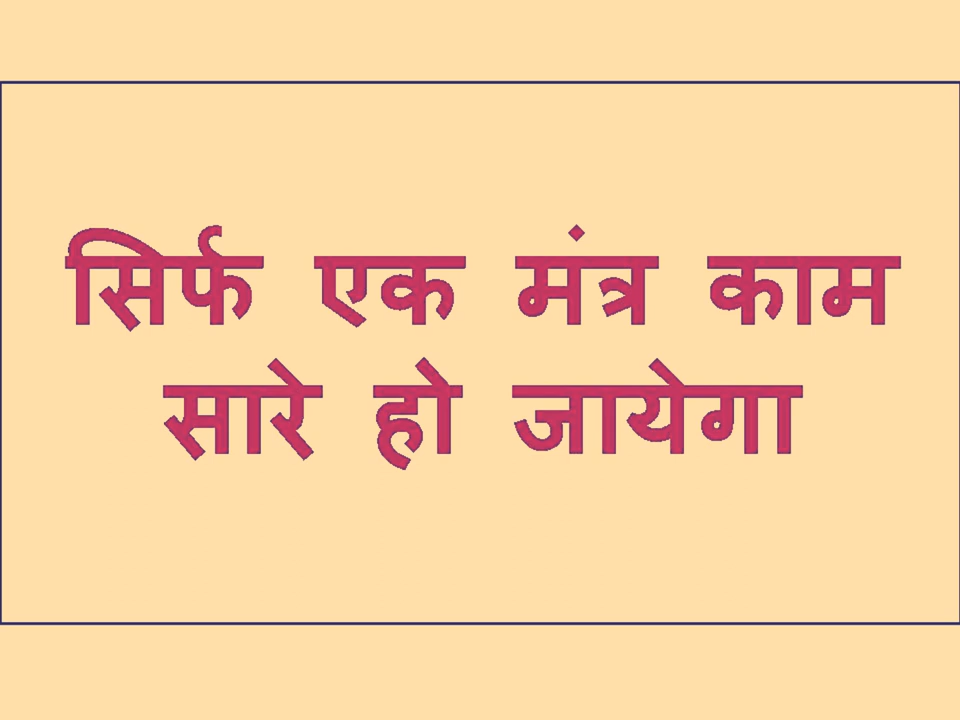 सिर्फ एक मंत्र काम
सारे हो जायेगा